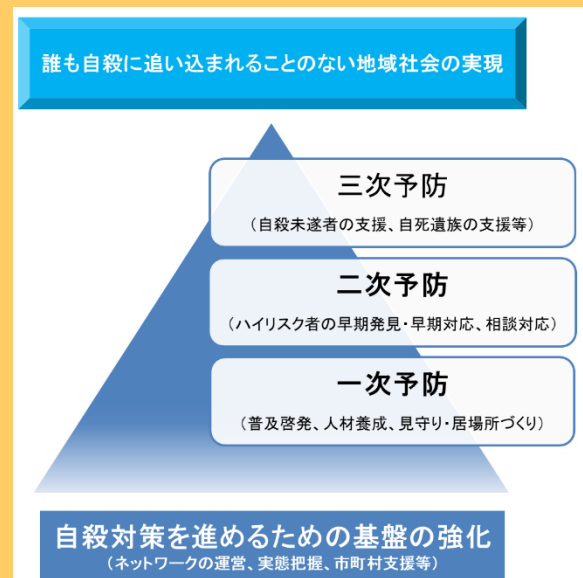 誰も自殺に追い込まれることのない地域社会の実現
三次予防
（自殺未遂者の支援、自死遺族の支援等）
二次予防
（ハイリスク者の早期発見・早期対応、相談対応）
一次予防
（普及啓発、人材養成、見守り・居場所づくり）
自殺対策を進めるための基盤の強化
（ネットワークの運営、実態把握、市町村支援等）